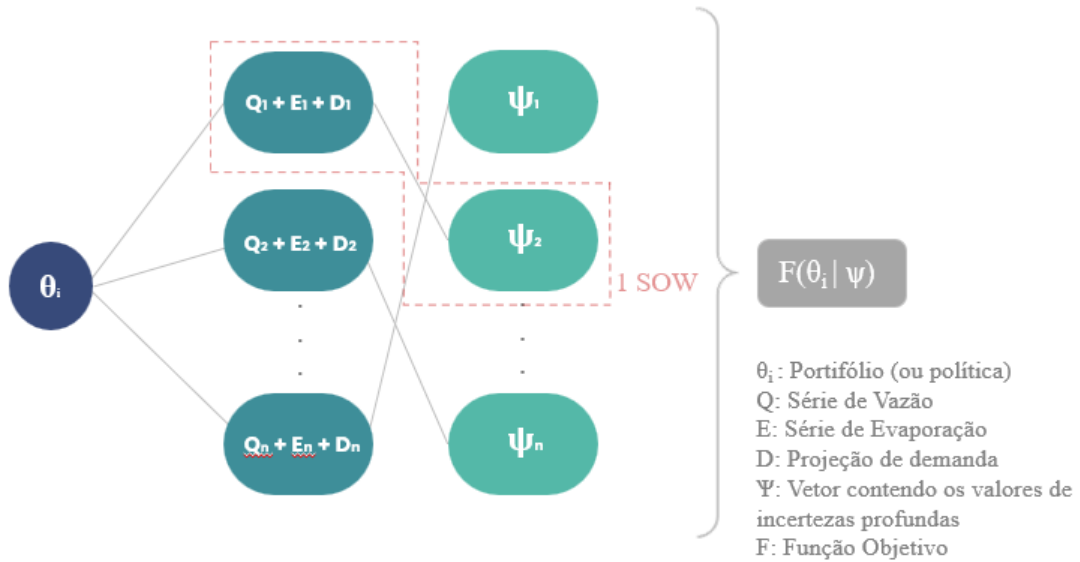 Q₁ + E₁ + D₁
ψ₁
Q₂ + E₂ + D₂
ψ₂
θᵢ
1 SOW
F(θᵢ | ψ)
.
.
.
.
.
.
Qₙ + Eₙ + Dₙ
ψₙ
θᵢ : Portifólio (ou política)
Q: Série de Vazão
E: Série de Evaporação
D: Projeção de demanda
Ψ: Vetor contendo os valores de
incertezas profundas
F: Função Objetivo